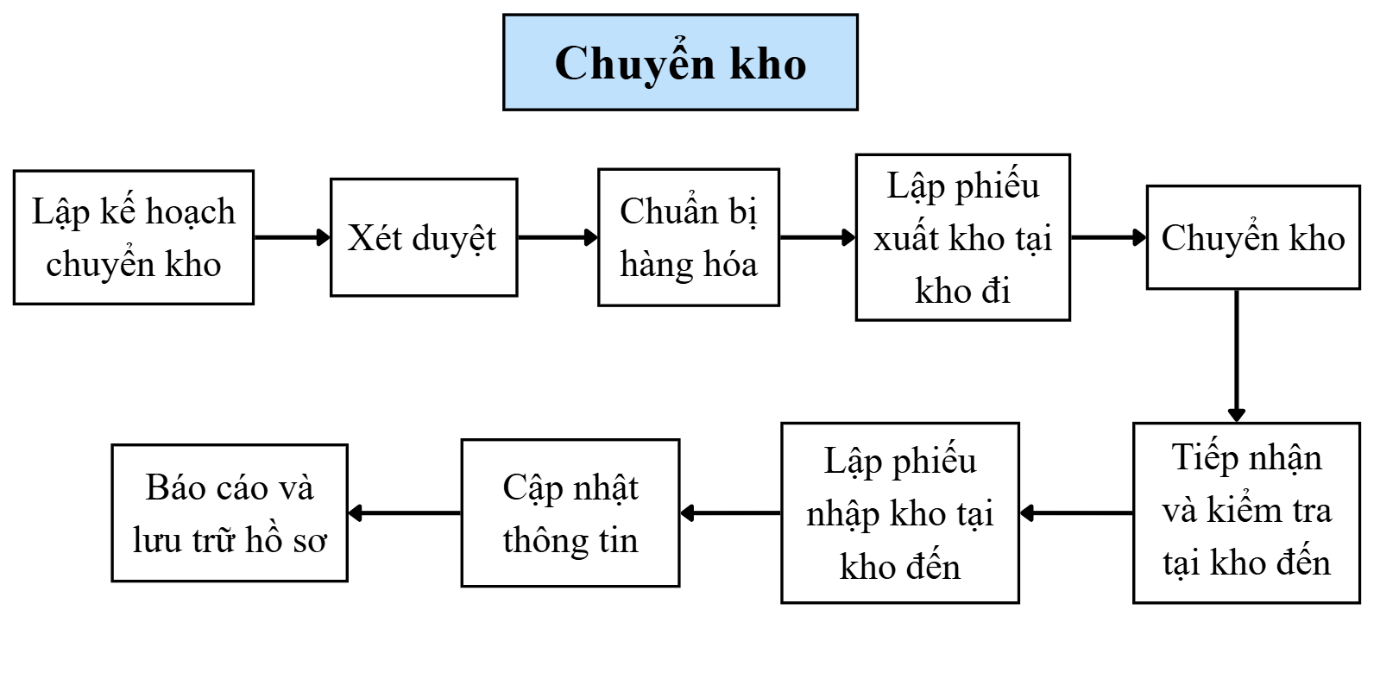 Chuyển kho
Lập kế hoạch
chuyển kho
Xét duyệt
Chuẩn bị
hàng hóa
Lập phiếu
xuất kho tại
kho đi
Chuyển kho
Tiếp nhận
và kiểm tra
tại kho đến
Lập phiếu
nhập kho tại
kho đến
Cập nhật
thông tin
Báo cáo và
lưu trữ hồ sơ